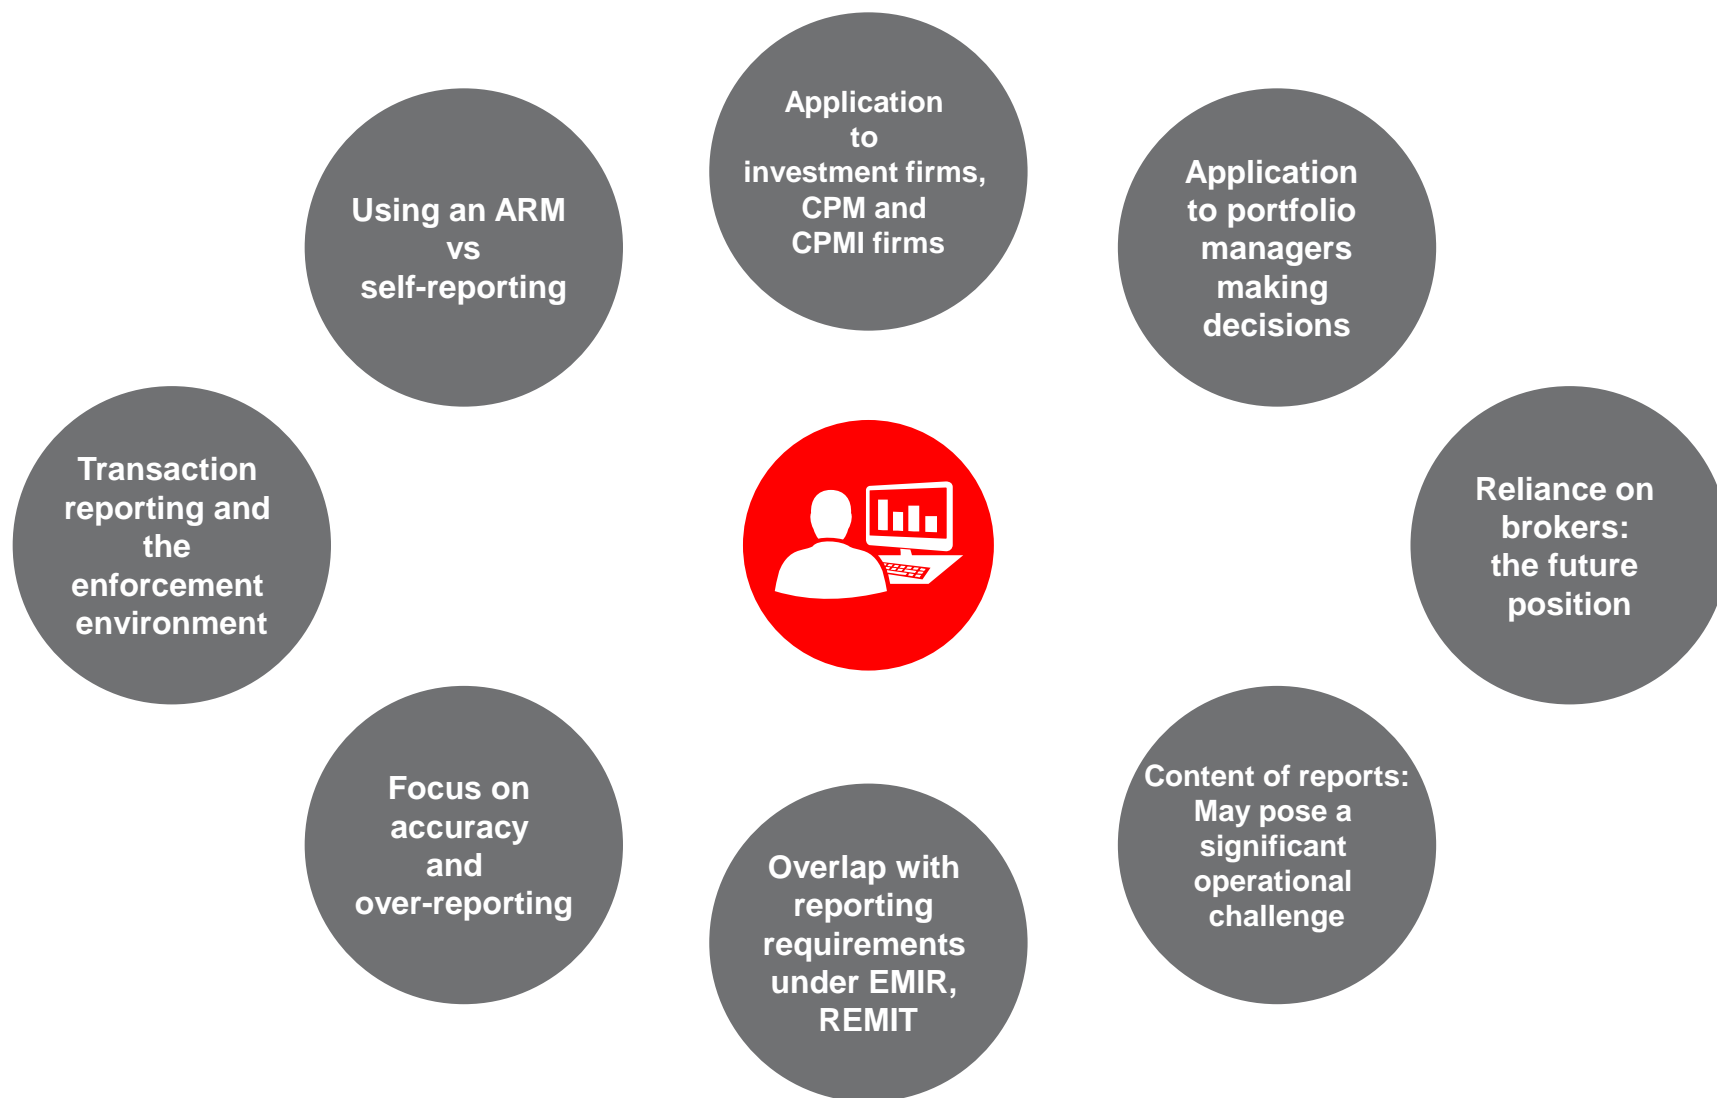 Application
to
investment firms,
CPM and
CPMI firms
Application
to portfolio
managers
making
decisions
Reliance on
brokers:
the future
position
Content of reports:
May pose a
significant
operational
challenge
Overlap with
reporting
requirements
under EMIR,
REMIT
Focus on
accuracy
and
over-reporting
Transaction
reporting and
the
enforcement
environment
Using an ARM
vs
self-reporting